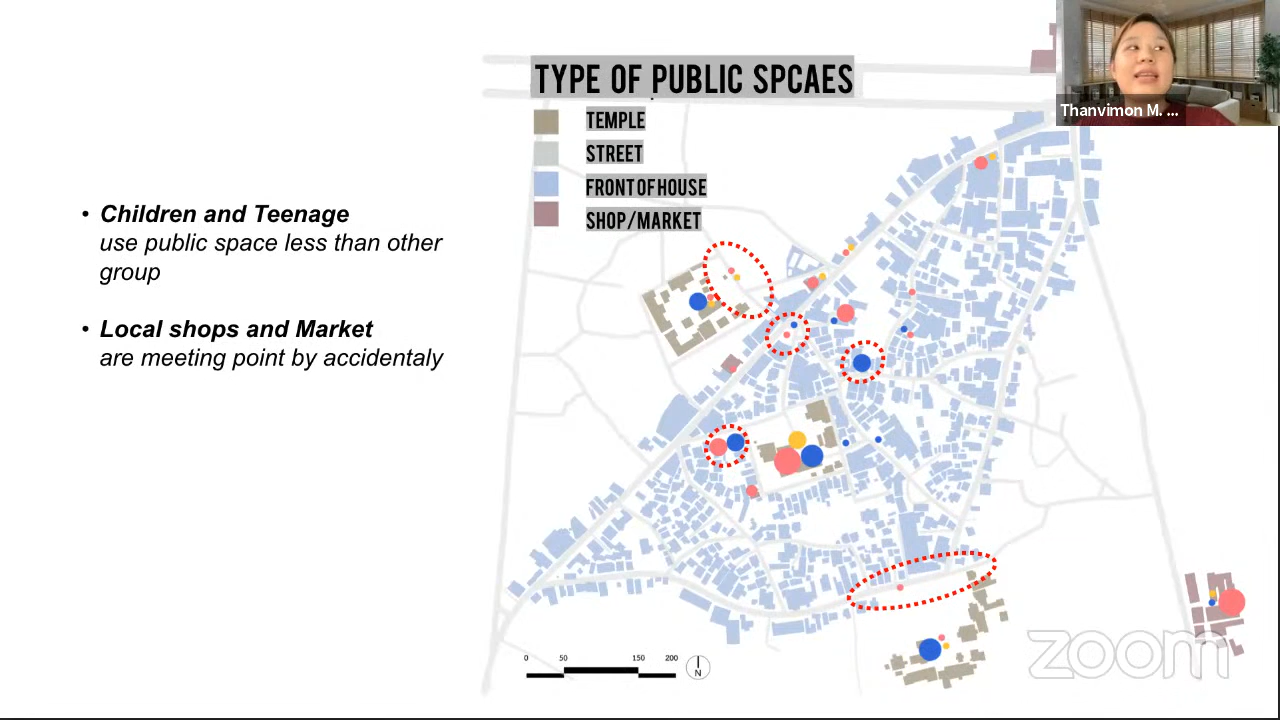 TYPE OF PUBLIC SPCAES
Thanvimon M. ...
TEMPLE
STREET
FRONT OF HOUSE
SHOP/MARKET
• Children and Teenage
use public space less than other
group
• Local shops and Market
are meeting point by accidentaly
0 50 150 200
N
zoom